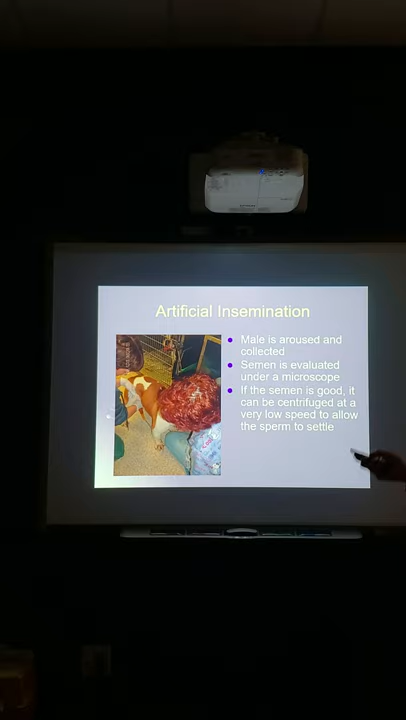 Artificial Insemination
Male is aroused and
collected
Semen is evaluated
under a microscope
If the semen is good, it
can be centrifuged at a
very low speed to allow
the sperm to settle